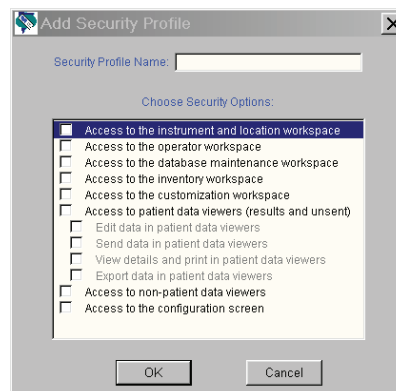 Add Security Profile
Security Profile Name:
Choose Security Options:
Access to the instrument and location workspace
Access to the operator workspace
Access to the database maintenance workspace
Access to the inventory workspace
Access to the customization workspace
Access to patient data viewers (results and unsent)
Edit data in patient data viewers
Send data in patient data viewers
View details and print in patient data viewers
Export data in patient data viewers
Access to non-patient data viewers
Access to the configuration screen
OK
Cancel